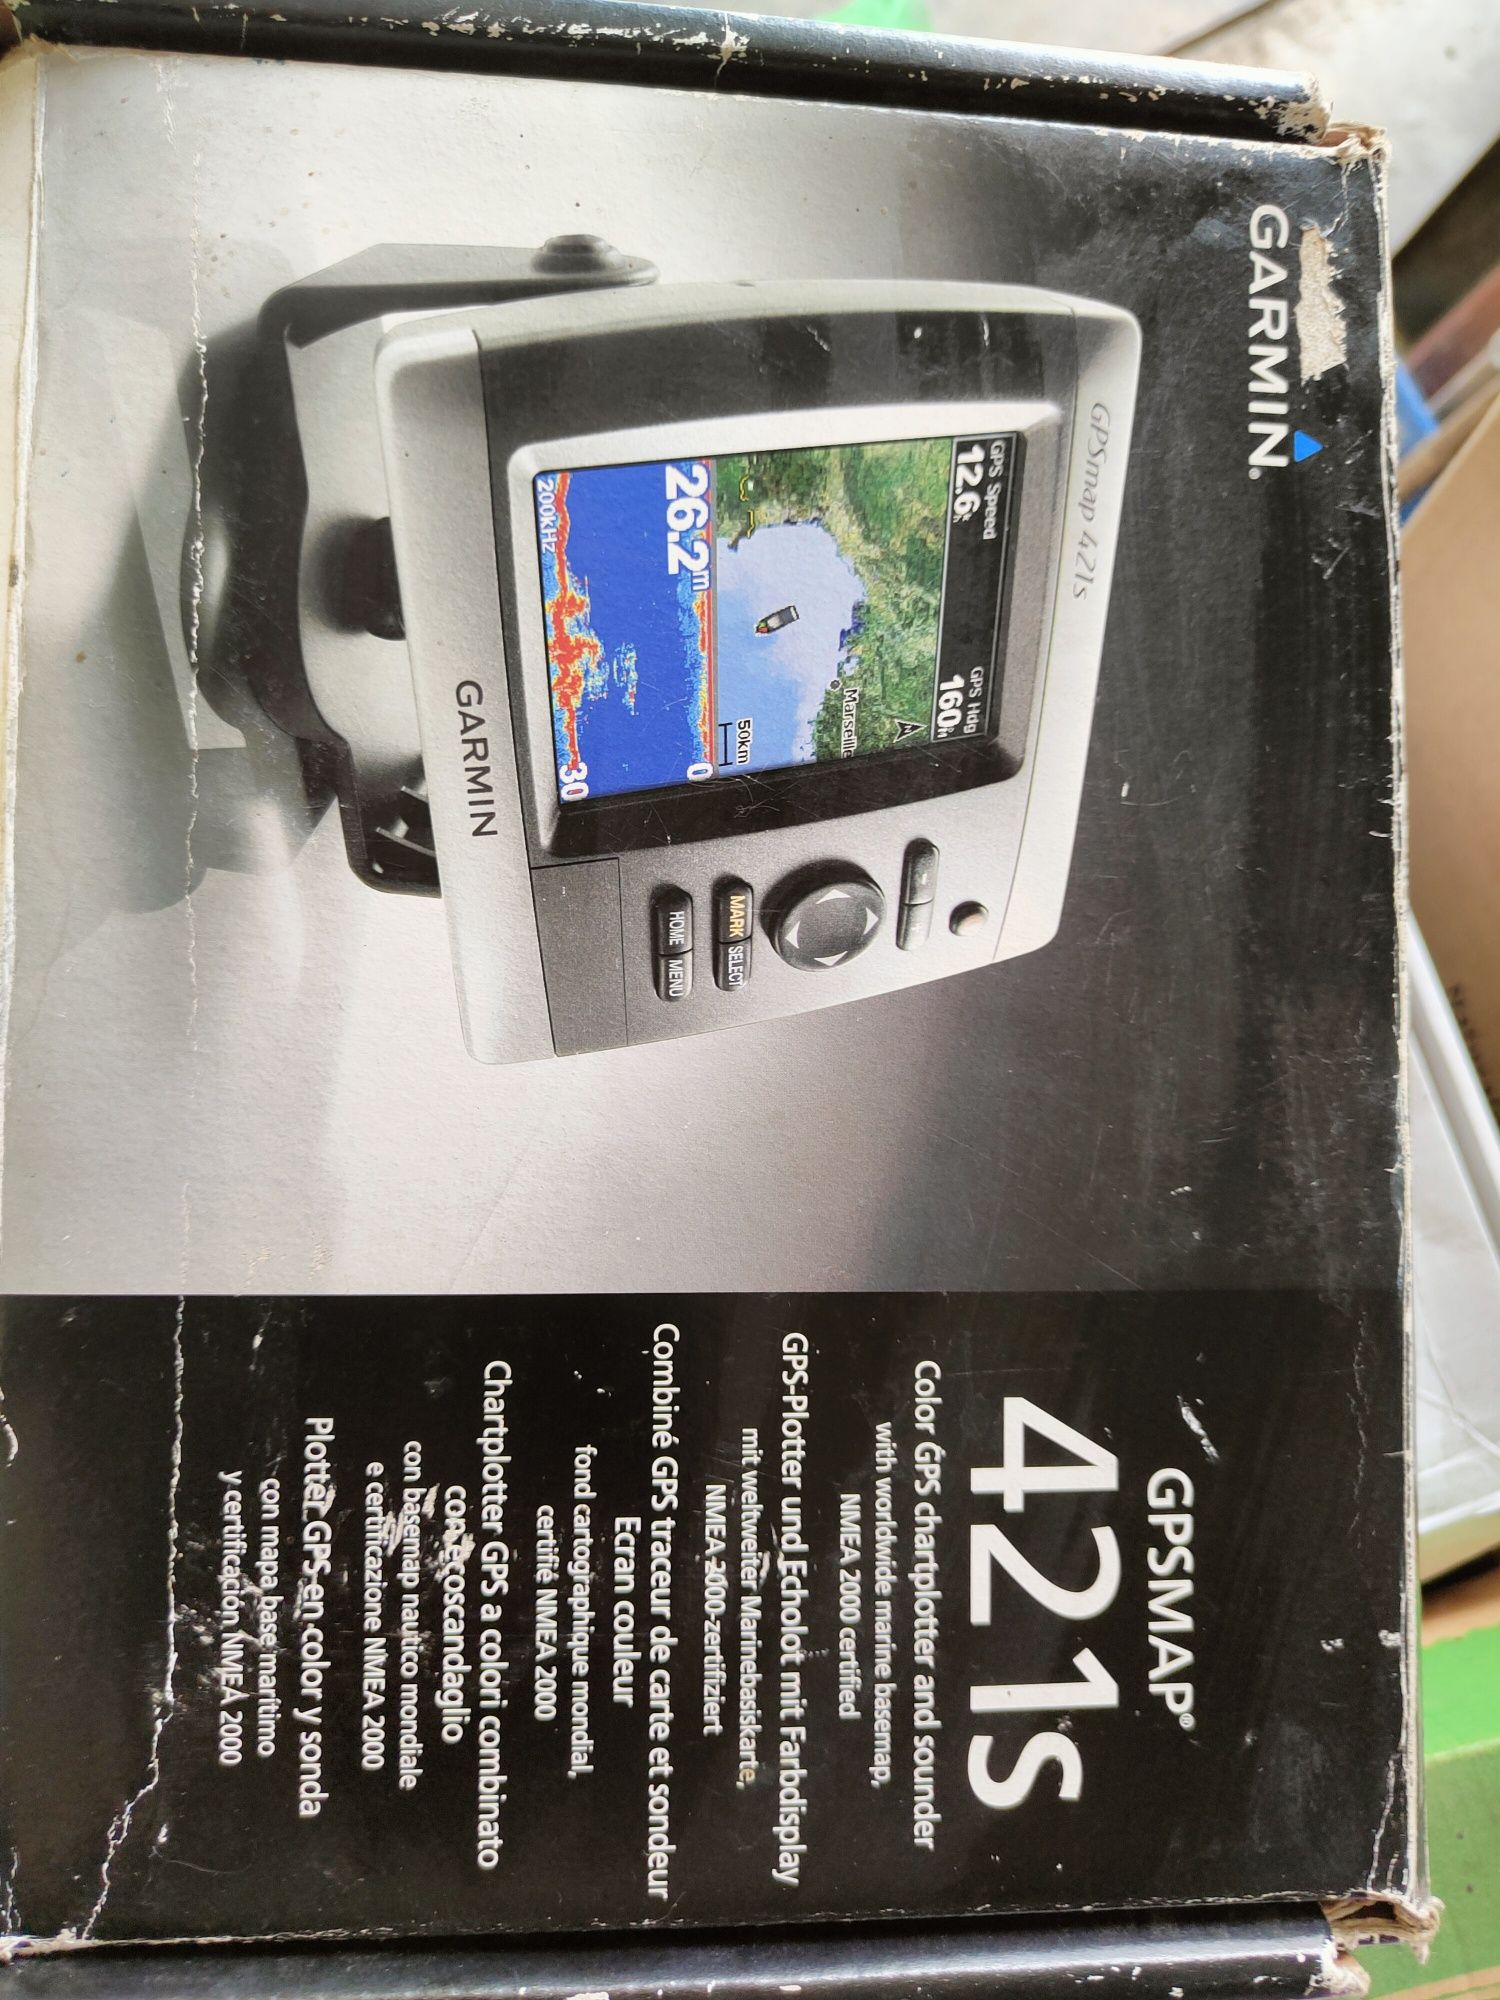 GARMIN®
GPSmap 421s
GPS Speed
12.6
GPS Hdg
160
N
Marseille
50km
26.2m
0
200kHz
30
MARK SELECT
HOME MENU
GARMIN
GPSMAP®
421s
Color GPS chartplotter and sounder
with worldwide marine basemap,
NMEA 2000 certified
GPS-Plotter und Echolot mit Farbdisplay
mit weltweiter Marinebasiskarte,
NMEA 2000-zertifiziert
Combiné GPS traceur de carte et sondeur
Ecran couleur
fond cartographique mondial,
certifié NMEA 2000
Chartplotter GPS a colori combinato
con ecoscandaglio
con basemap nautico mondiale
e certificazione NMEA 2000
Plotter GPS en color y sonda
con mapa base marítimo
y certificación NMEA 2000